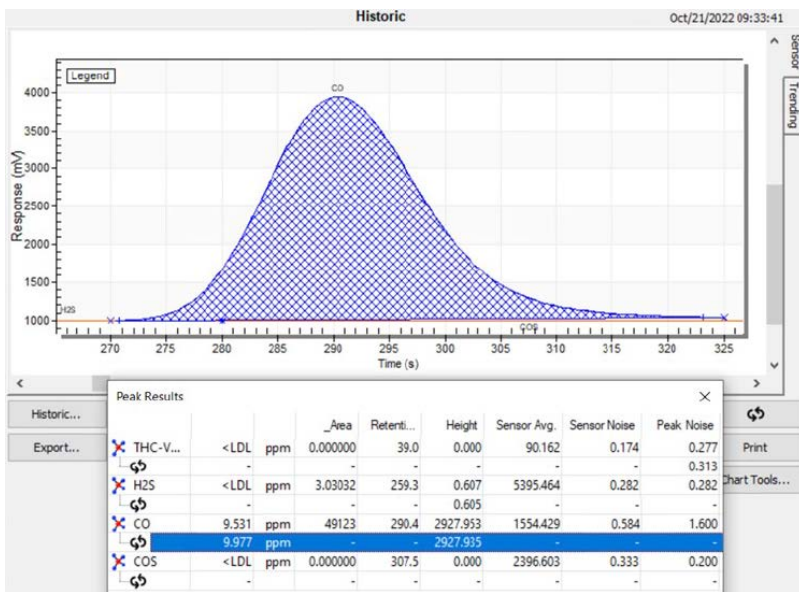 Historic
Oct/21/2022 09:33:41
Sensor
Trending
Legend
CO
4000
3500
3000
2500
2000
1500
1000
Response (mV)
H2S
COS
270 275 280 285 290 295 300 305 310 315 320 325
Time (s)
Historic...
Export...
Print
Chart Tools...
Peak Results
_Area Retenti... Height Sensor Avg. Sensor Noise Peak Noise
THC-V... <LDL ppm 0.000000 39.0 0.000 90.162 0.174 0.277
- - - - - 0.313
H2S <LDL ppm 3.03032 259.3 0.607 5395.464 0.282 0.282
- - - 0.605 - - -
CO 9.531 ppm 49123 290.4 2927.953 1554.429 0.584 1.600
9.977 ppm - - 2927.935 - - -
COS <LDL ppm 0.000000 307.5 0.000 2396.603 0.333 0.200
- - - - - - -